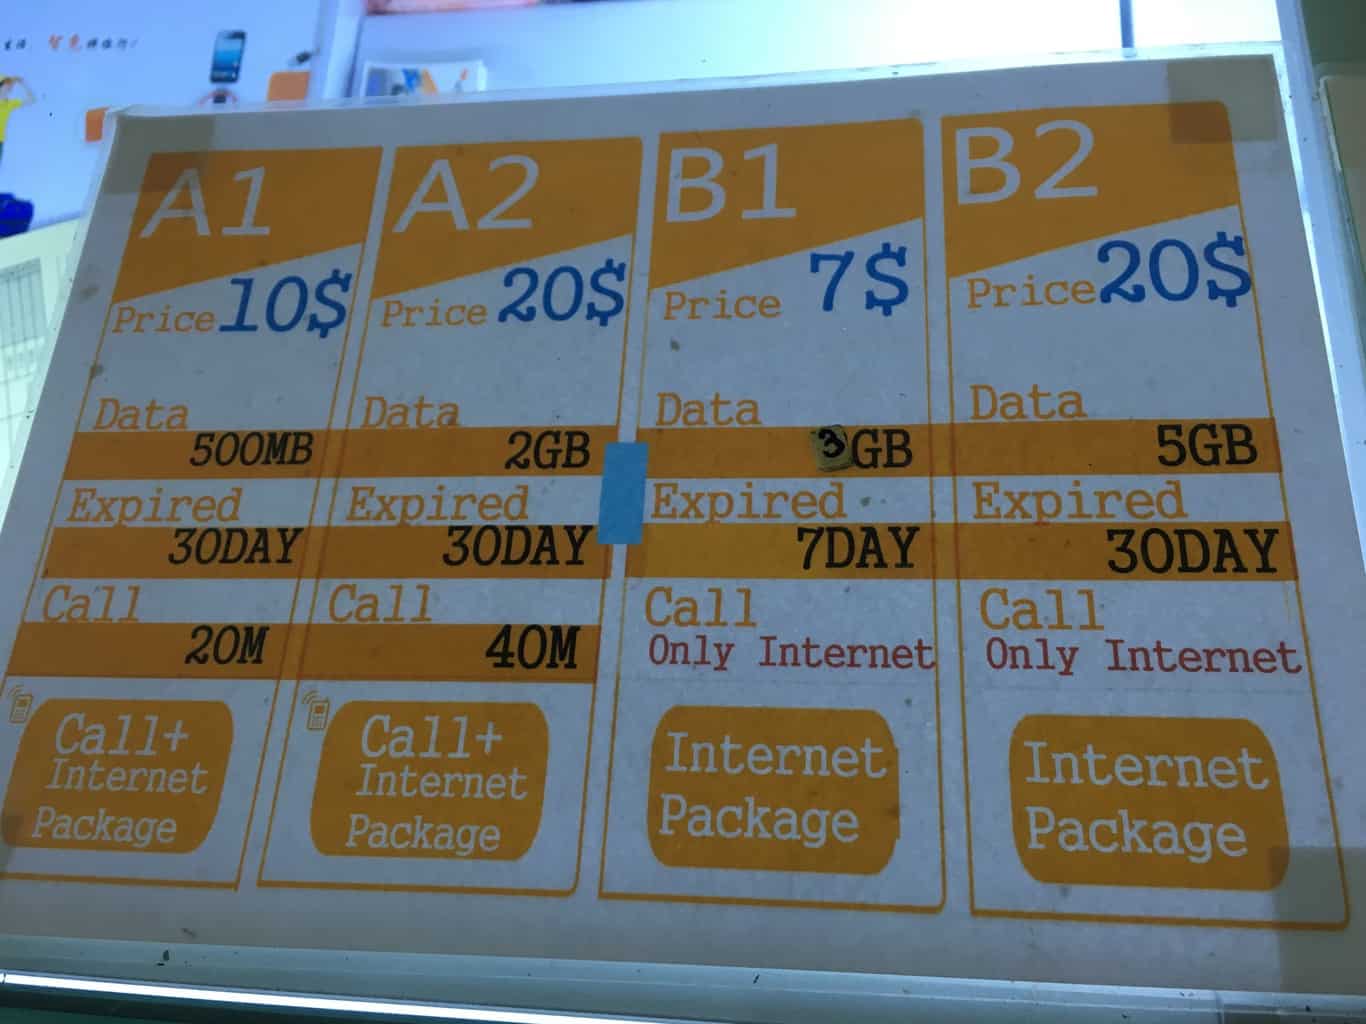 A1
Price 10$
Data
500MB
Expired
30DAY
Call
20M
Call+
Internet
Package
A2
Price 20$
Data
2GB
Expired
30DAY
Call
40M
Call+
Internet
Package
B1
Price 7$
Data
3GB
Expired
7DAY
Call
Only Internet
Internet
Package
B2
Price 20$
Data
5GB
Expired
30DAY
Call
Only Internet
Internet
Package